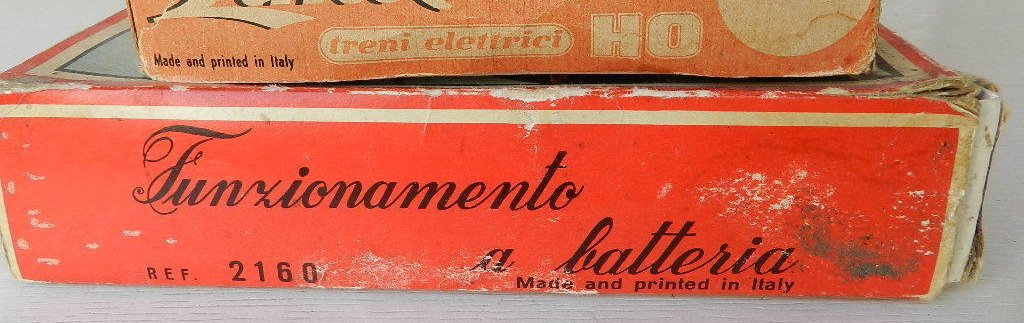 treni elettrici HO
Made and printed in Italy
Funzionamento
a batteria
REF. 2160
Made and printed in Italy